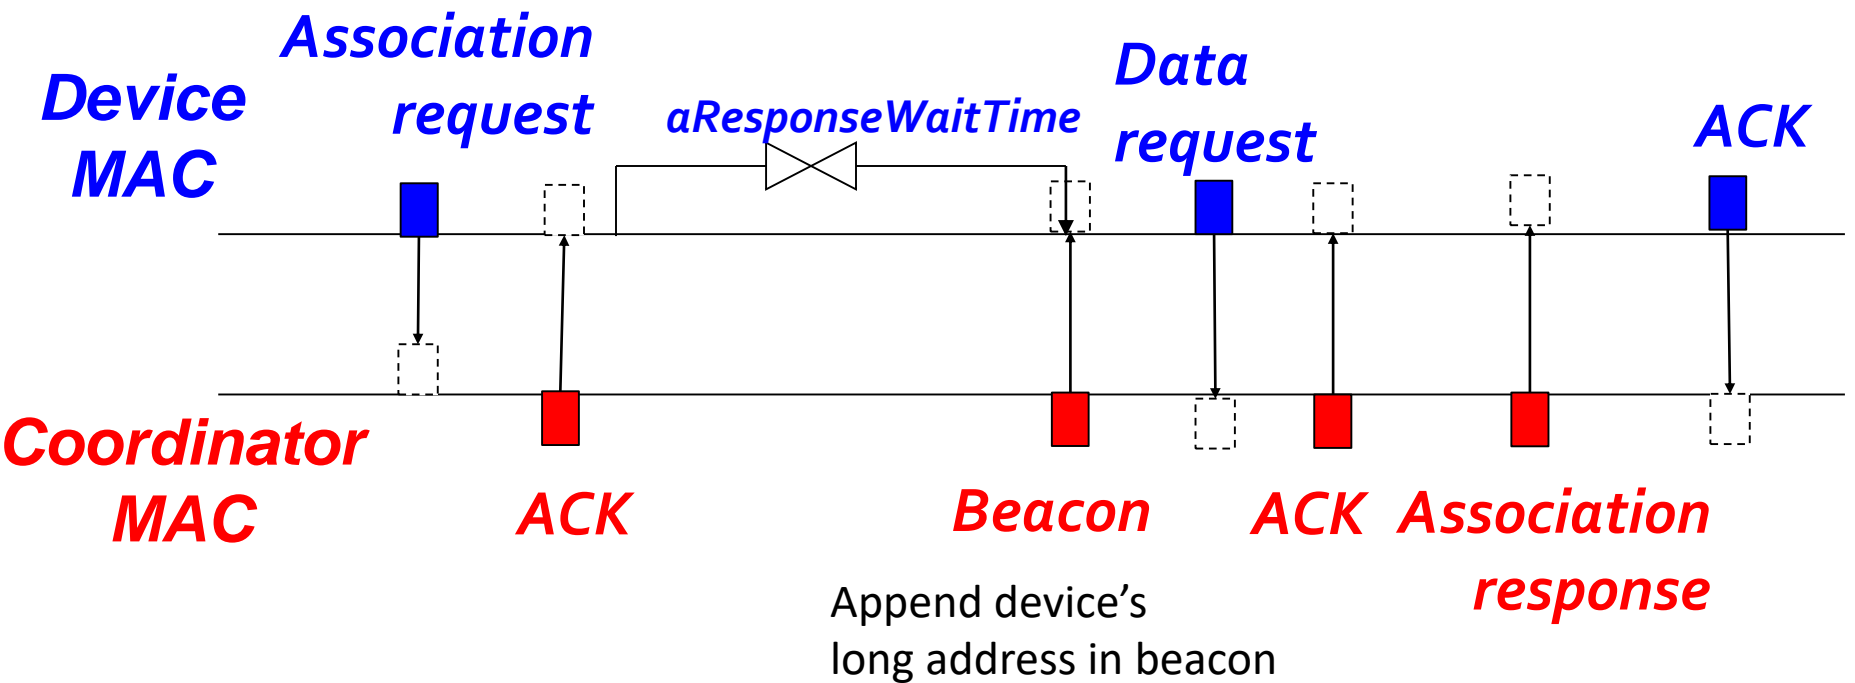 Device
MAC
Association
request
aResponseWaitTime
Data
request
ACK
Coordinator
MAC
ACK
Beacon
ACK
Association
response
Append device’s
long address in beacon